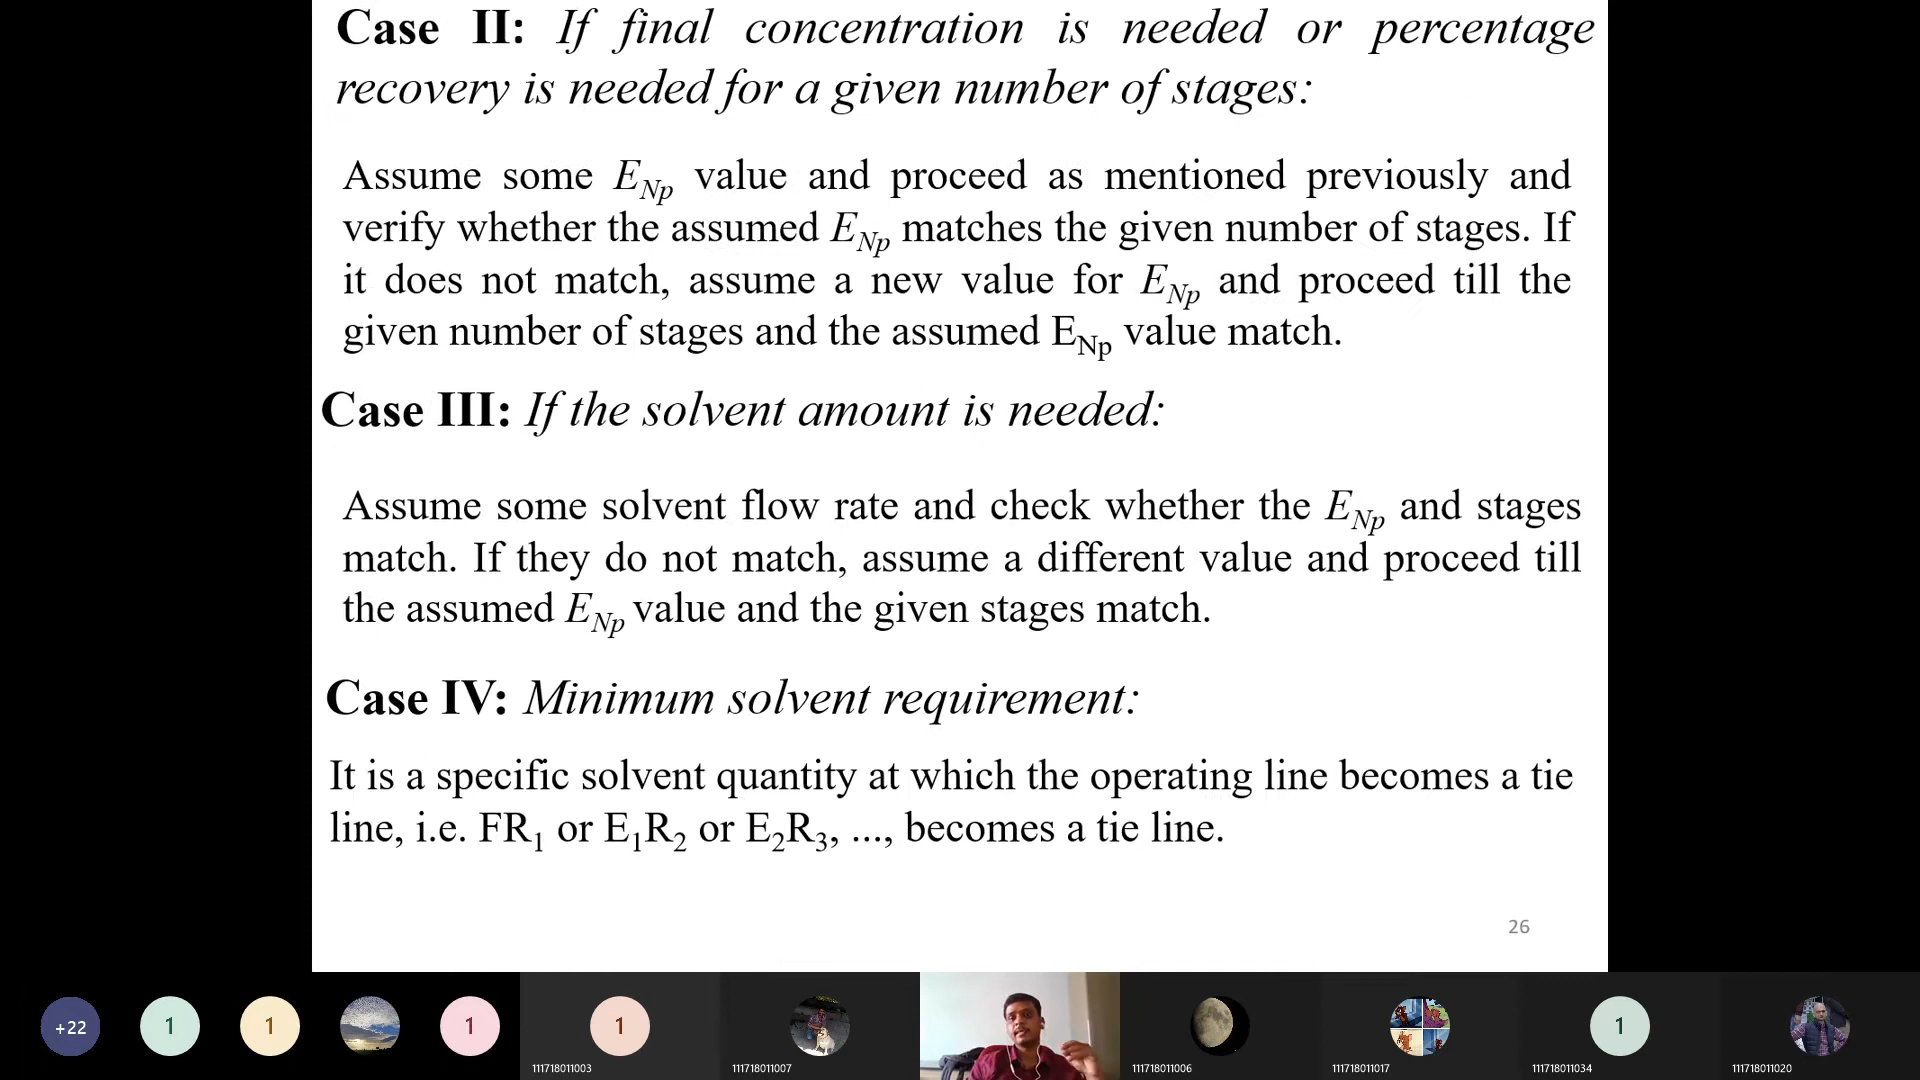 Case II: If final concentration is needed or percentage
recovery is needed for a given number of stages:
Assume some E_Np value and proceed as mentioned previously and
verify whether the assumed E_Np matches the given number of stages. If
it does not match, assume a new value for E_Np and proceed till the
given number of stages and the assumed E_Np value match.
Case III: If the solvent amount is needed:
Assume some solvent flow rate and check whether the E_Np and stages
match. If they do not match, assume a different value and proceed till
the assumed E_Np value and the given stages match.
Case IV: Minimum solvent requirement:
It is a specific solvent quantity at which the operating line becomes a tie
line, i.e. FR₁ or E₁R₂ or E₂R₃, ..., becomes a tie line.
26
+22
1
1
1
1
1
111718011003
111718011007
111718011006
111718011017
111718011034
111718011020